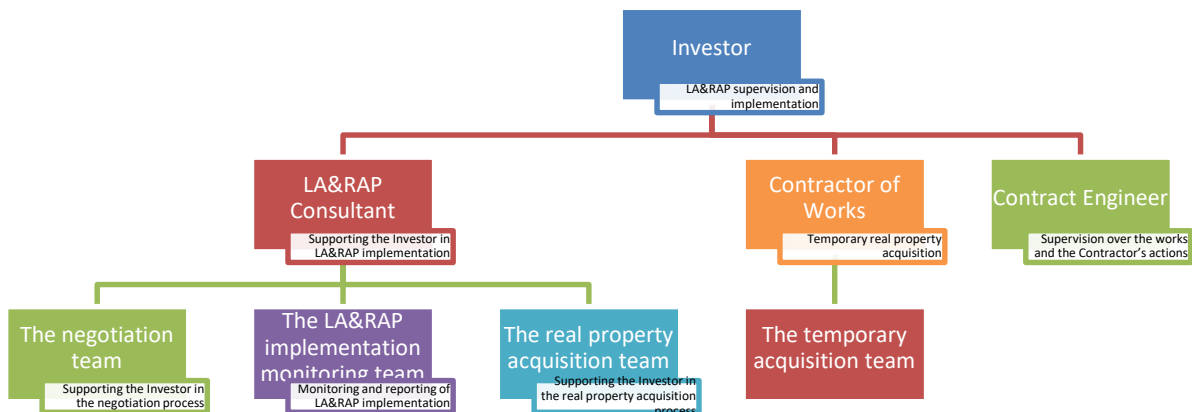 Investor
LA&RAP supervision and
implementation
LA&RAP
Consultant
Supporting the Investor in
LA&RAP implementation
Contractor of
Works
Temporary real property
acquisition
Contract Engineer
Supervision over the works
and the Contractor's actions
The negotiation
team
Supporting the Investor in
the negotiation process
The LA&RAP
implementation
monitoring team
Monitoring and reporting of
LA&RAP implementation
The real property
acquisition team
Supporting the Investor in
the real property acquisition
process
The temporary
acquisition team